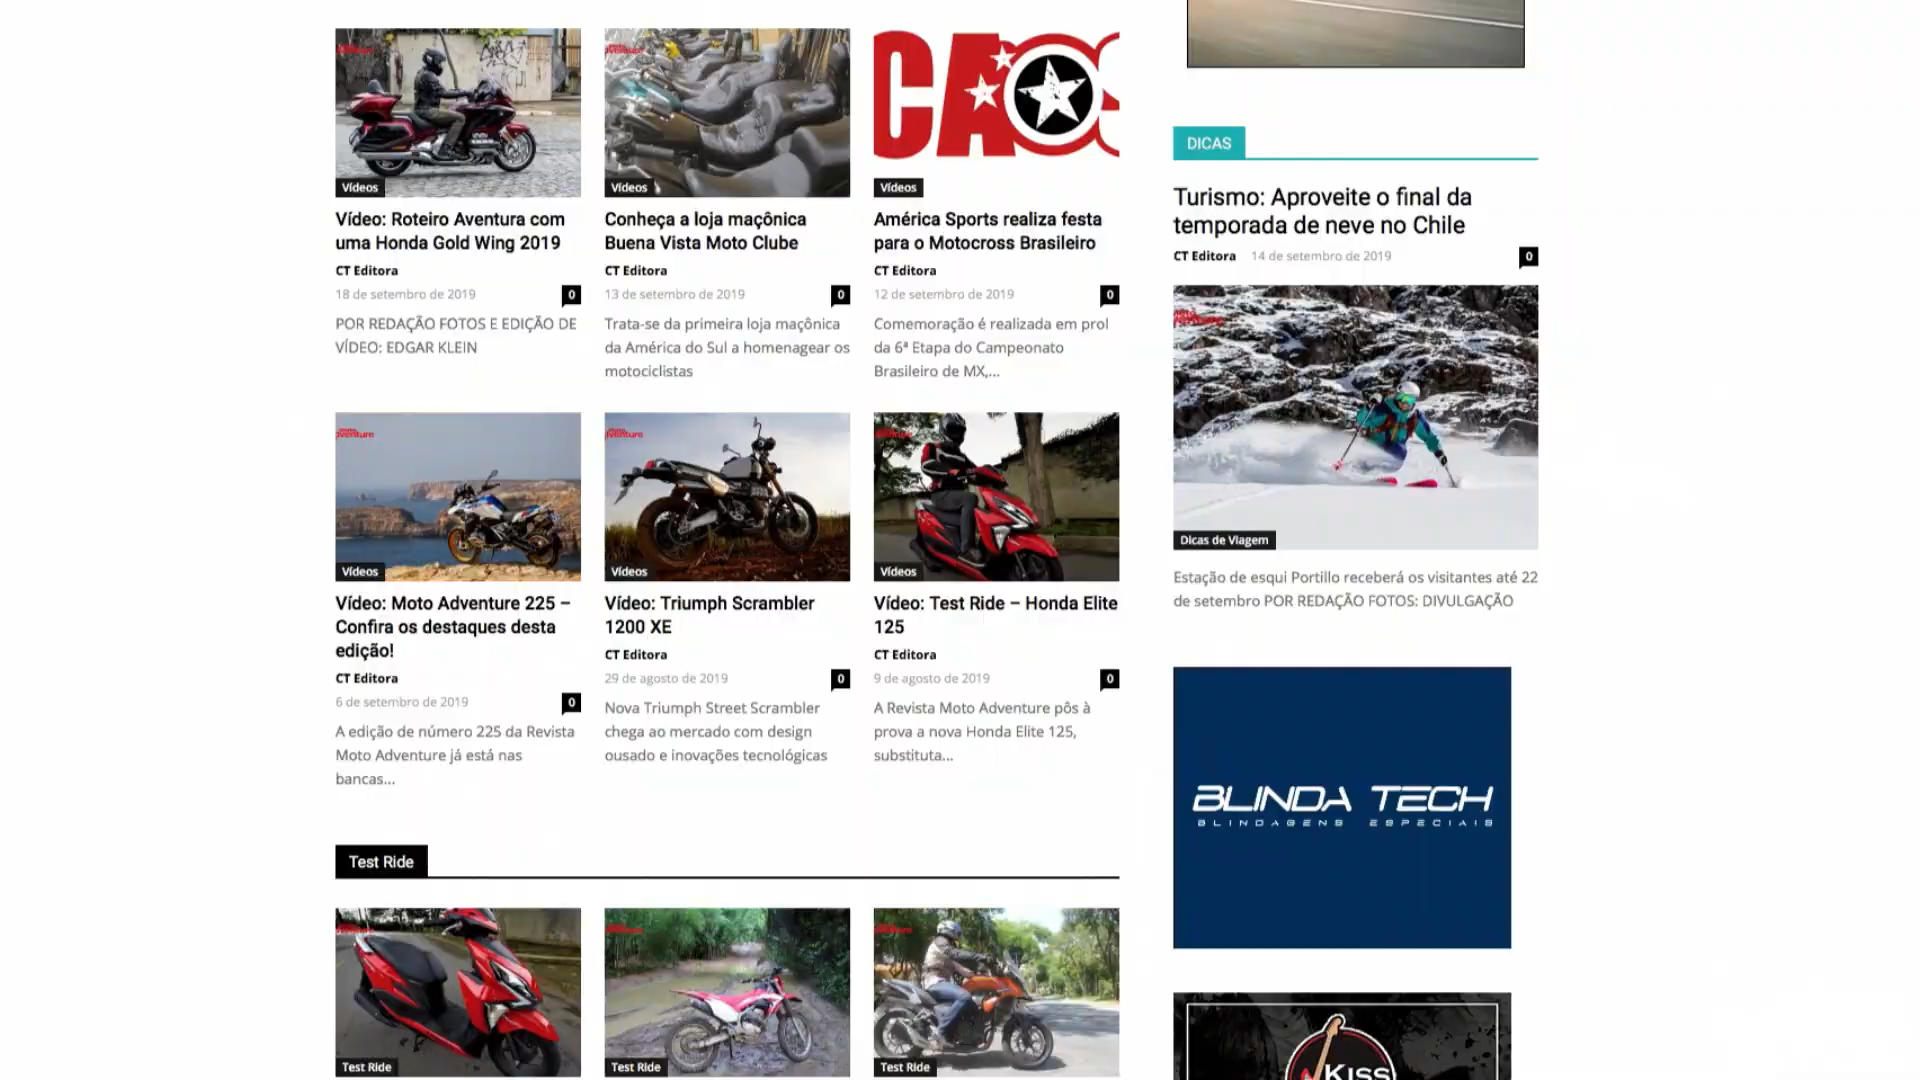 Vídeos
Vídeo: Roteiro Aventura com
uma Honda Gold Wing 2019
CT Editora
18 de setembro de 2019
0
POR REDAÇÃO FOTOS E EDIÇÃO DE
VÍDEO: EDGAR KLEIN
Vídeos
Conheça a loja maçônica
Buena Vista Moto Clube
CT Editora
13 de setembro de 2019
0
Trata-se da primeira loja maçônica
da América do Sul a homenagear os
motociclistas
Vídeos
América Sports realiza festa
para o Motocross Brasileiro
CT Editora
12 de setembro de 2019
0
Comemoração é realizada em prol
da 6ª Etapa do Campeonato
Brasileiro de MX,...
Vídeos
Vídeo: Moto Adventure 225 –
Confira os destaques desta
edição!
CT Editora
6 de setembro de 2019
0
A edição de número 225 da Revista
Moto Adventure já está nas
bancas...
Vídeos
Vídeo: Triumph Scrambler
1200 XE
CT Editora
29 de agosto de 2019
0
Nova Triumph Street Scrambler
chega ao mercado com design
ousado e inovações tecnológicas
Vídeos
Vídeo: Test Ride – Honda Elite
125
CT Editora
9 de agosto de 2019
0
A Revista Moto Adventure pôs à
prova a nova Honda Elite 125,
substituta...
Test Ride
Test Ride
Test Ride
Test Ride
DICAS
Turismo: Aproveite o final da
temporada de neve no Chile
CT Editora
14 de setembro de 2019
0
Dicas de Viagem
Estação de esqui Portillo receberá os visitantes até 22
de setembro POR REDAÇÃO FOTOS: DIVULGAÇÃO
BLINDA TECH
BLINDAGENS ESPECIAIS
KISS